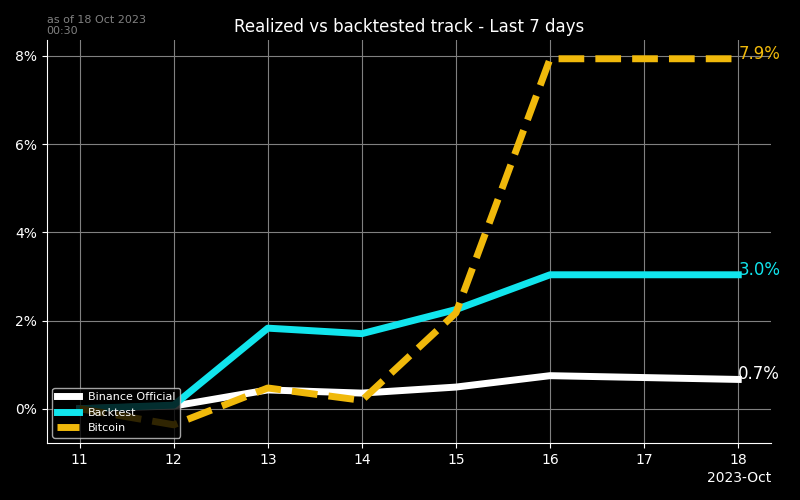 as of 18 Oct 2023
00:30
Realized vs backtested track - Last 7 days
8%
7.9%
6%
4%
3.0%
2%
0.7%
0%
Binance Official
Backtest
Bitcoin
11 12 13 14 15 16 17 18
2023-Oct